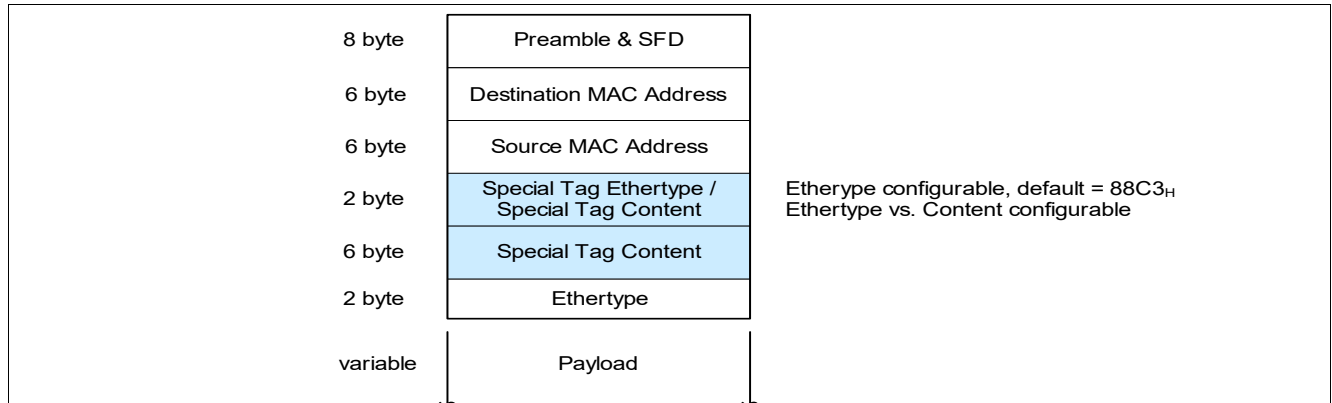 8 byte Preamble & SFD
6 byte Destination MAC Address
6 byte Source MAC Address
2 byte Special Tag Ethertype /
Special Tag Content
Etherype configurable, default = 88C3H
Ethertype vs. Content configurable
6 byte Special Tag Content
2 byte Ethertype
variable Payload